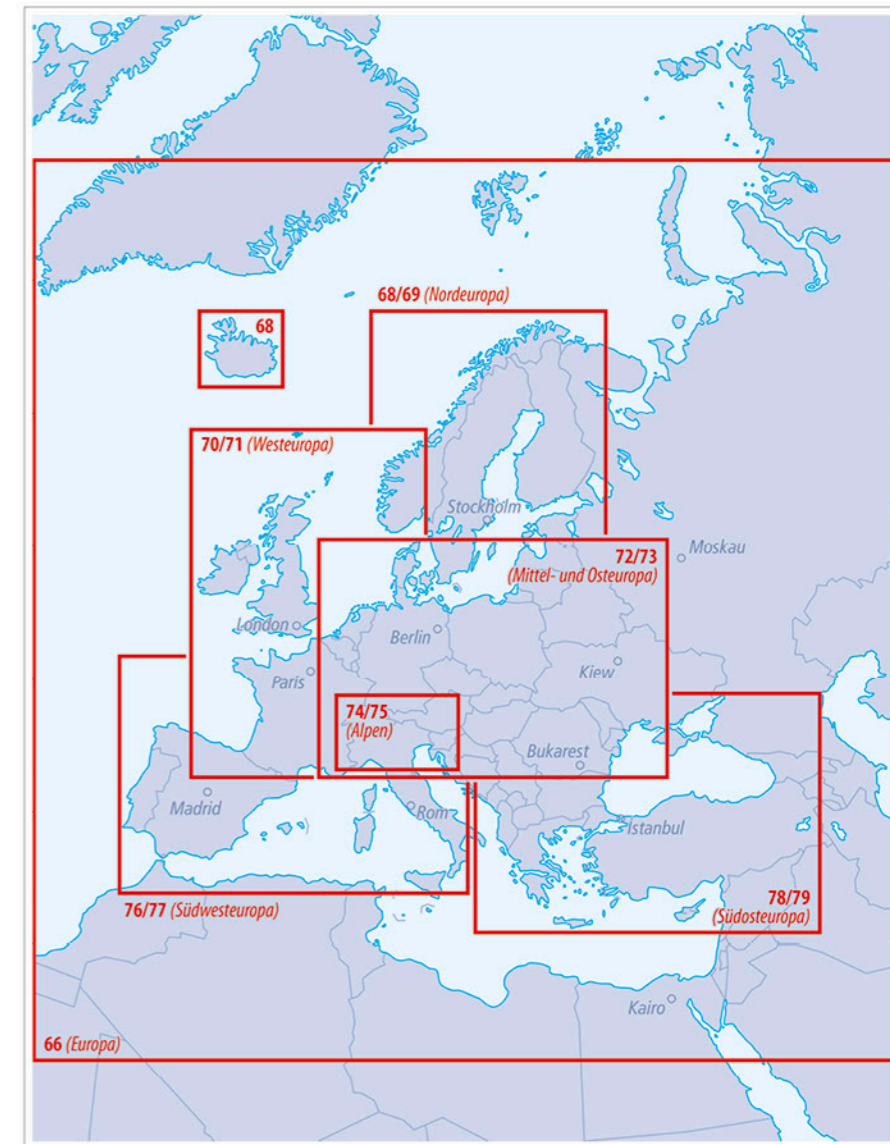 68/69 (Nordeuropa)
68
70/71 (Westeuropa)
Stockholm
Moskau
72/73
(Mittel- und Osteuropa)
London
Berlin
Kiew
Paris
74/75
(Alpen)
Bukarest
Madrid
Rom
Istanbul
76/77 (Südwesteuropa)
78/79
(Südosteuropa)
Kairo
66 (Europa)